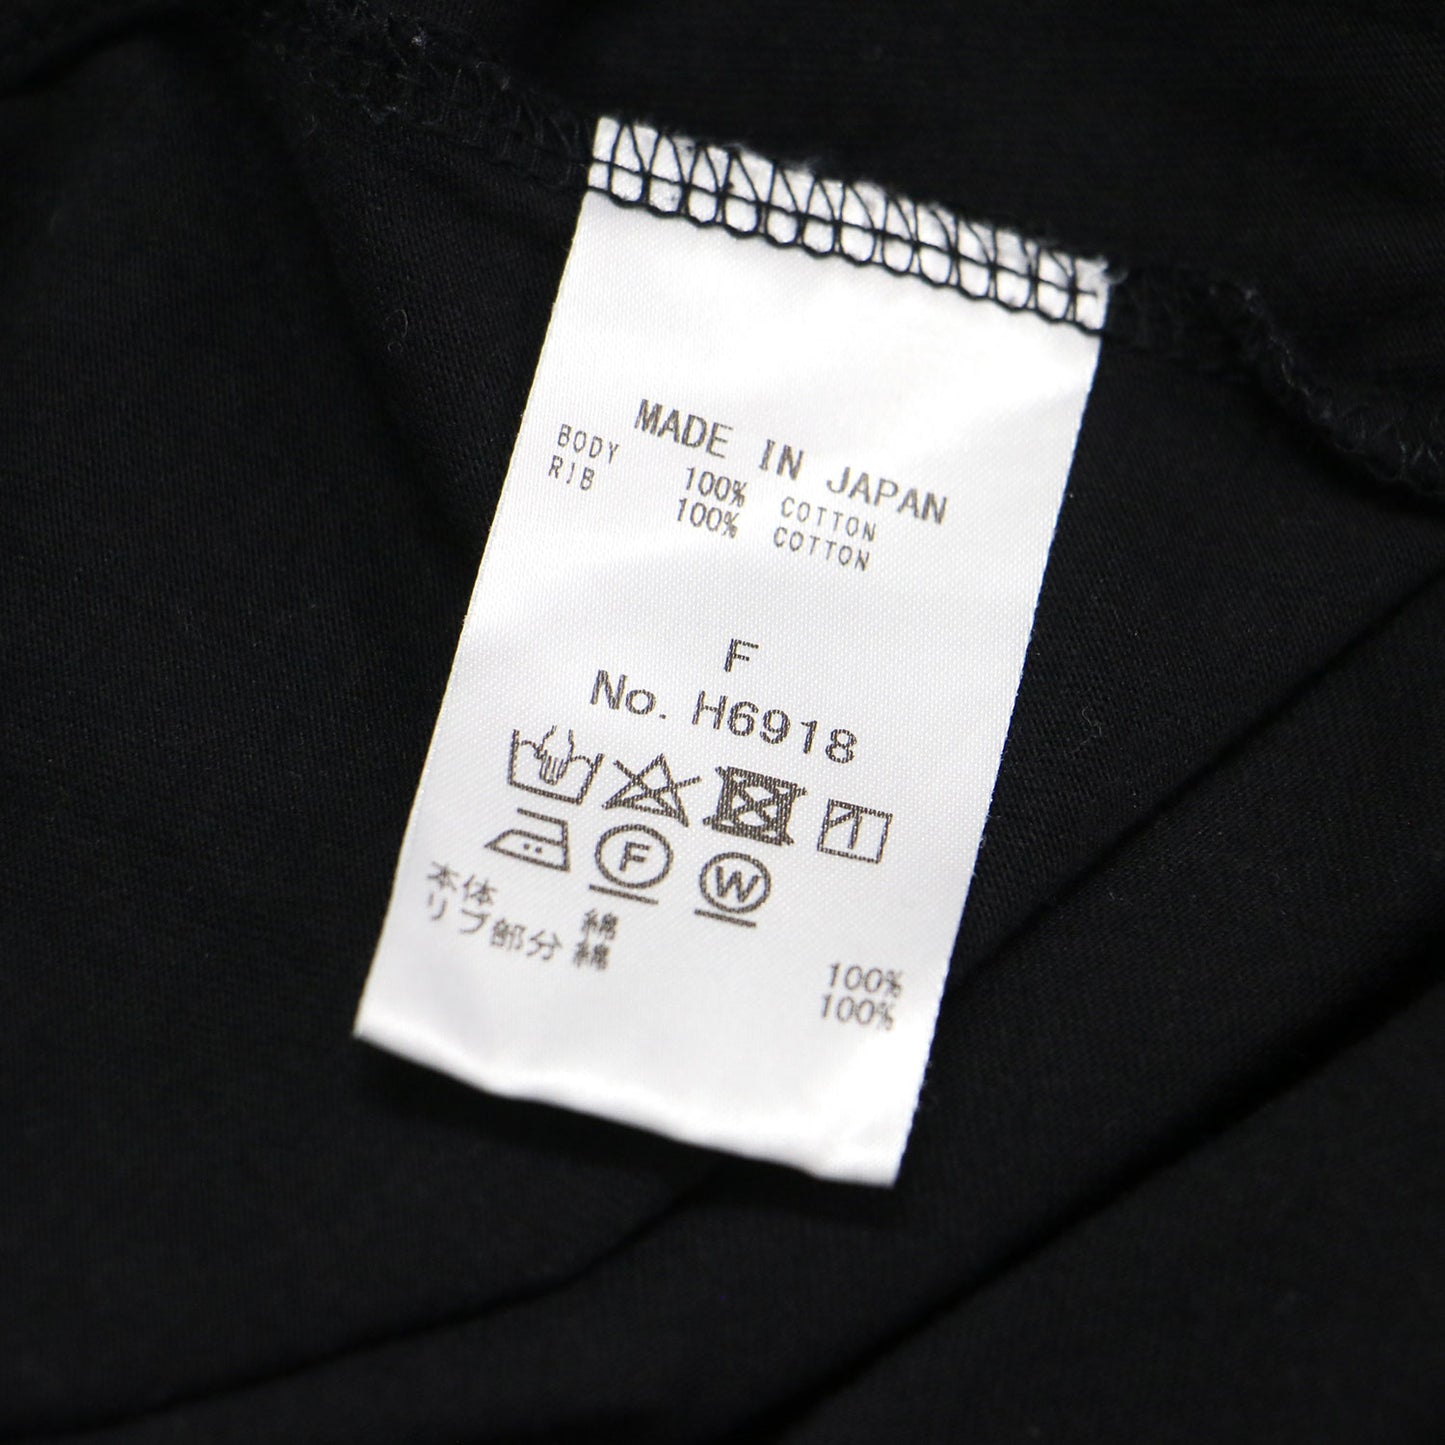 MADE IN JAPAN
BODY 100% COTTON
RIB 100% COTTON
F
No. H6918
F W
本体 綿 100%
リブ部分 綿 100%